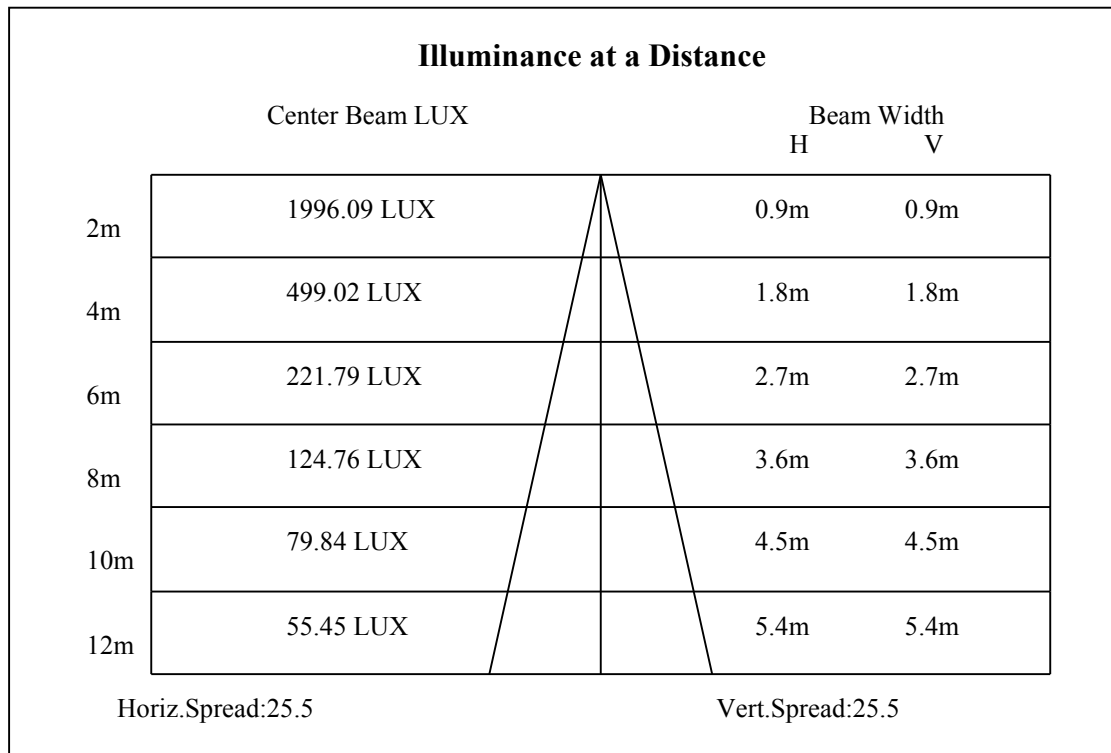 Illuminance at a Distance
Center Beam LUX Beam Width
H V
1996.09 LUX 0.9m 0.9m
2m
499.02 LUX 1.8m 1.8m
4m
221.79 LUX 2.7m 2.7m
6m
124.76 LUX 3.6m 3.6m
8m
79.84 LUX 4.5m 4.5m
10m
55.45 LUX 5.4m 5.4m
12m
Horiz.Spread:25.5 Vert.Spread:25.5